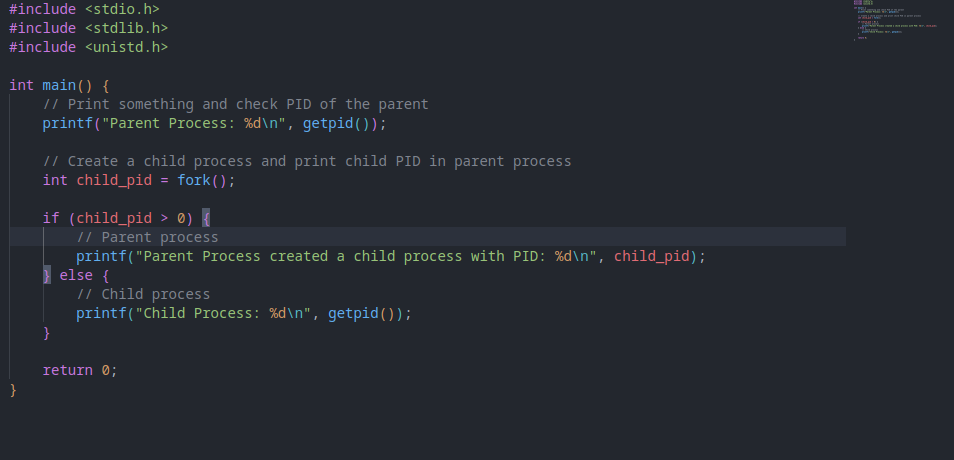 #include <stdio.h>
#include <stdlib.h>
#include <unistd.h>
int main() {
// Print something and check PID of the parent
printf("Parent Process: %d\n", getpid());
// Create a child process and print child PID in parent process
int child_pid = fork();
if (child_pid > 0) {
// Parent process
printf("Parent Process created a child process with PID: %d\n", child_pid);
} else {
// Child process
printf("Child Process: %d\n", getpid());
}
return 0;
}